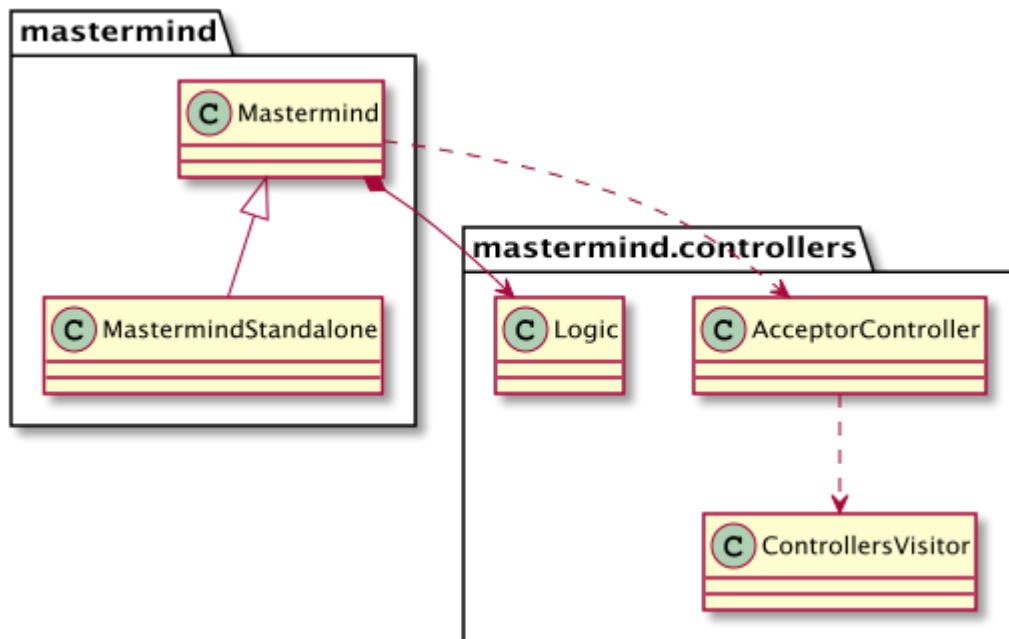 mastermind
C Mastermind
mastermind.controllers
C MastermindStandalone
C Logic
C AcceptorController
C ControllersVisitor